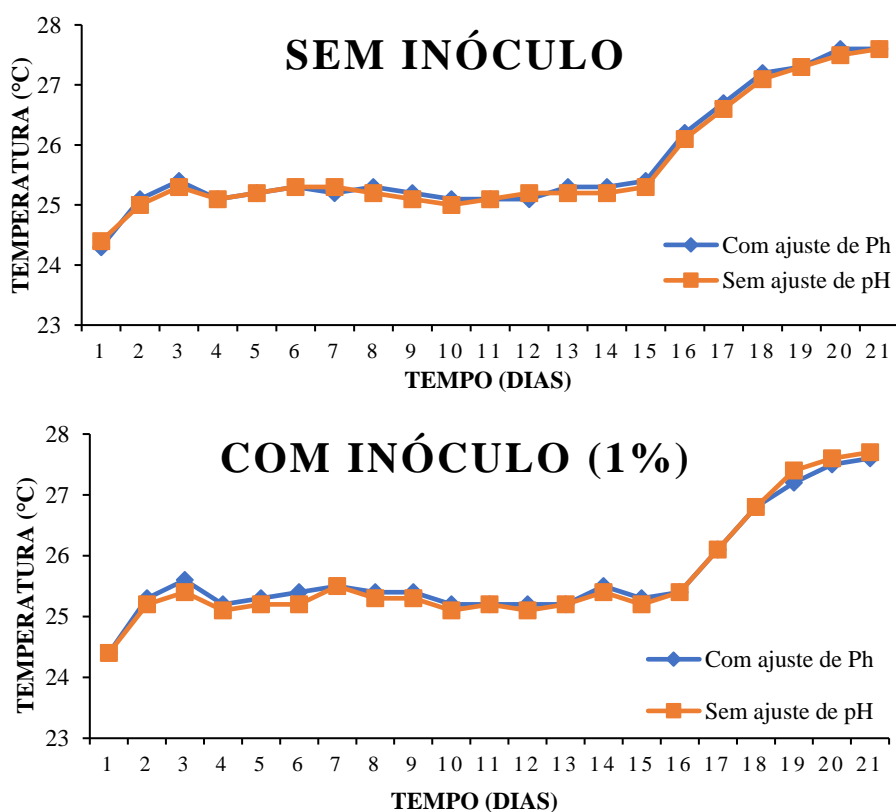 SEM INÓCULO
TEMPERATURA (°C)
28
27
26
25
24
23
Com ajuste de Ph
Sem ajuste de pH
1 2 3 4 5 6 7 8 9 10 11 12 13 14 15 16 17 18 19 20 21
TEMPO (DIAS)
COM INÓCULO (1%)
TEMPERATURA (°C)
28
27
26
25
24
23
Com ajuste de Ph
Sem ajuste de pH
1 2 3 4 5 6 7 8 9 10 11 12 13 14 15 16 17 18 19 20 21
TEMPO (DIAS)